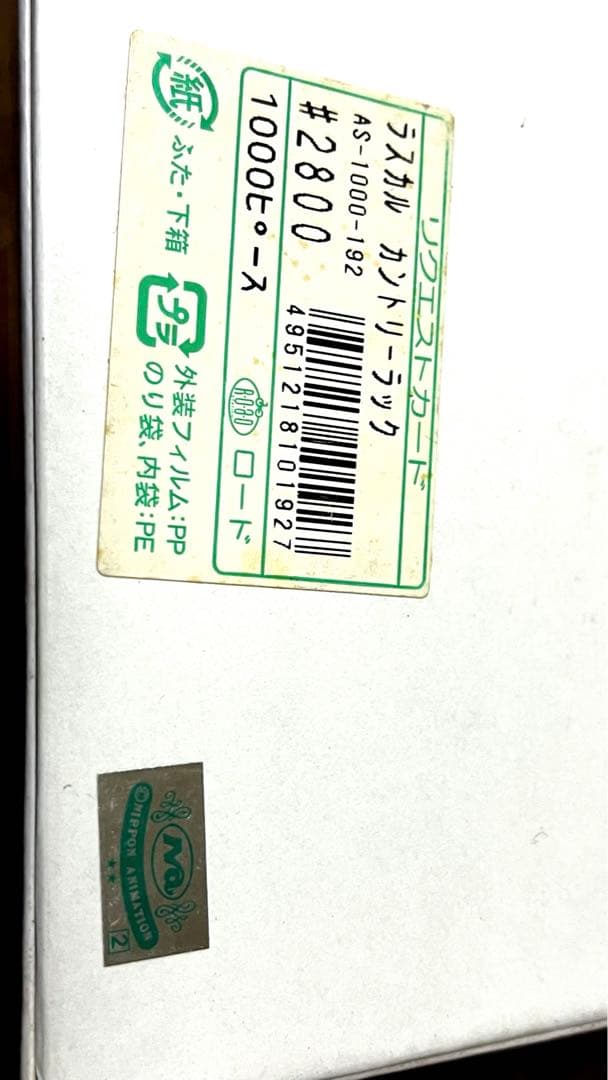 リクエストカード
ラスカル カントリーラック
AS-1000-192
#2800
4951218101927
1000ピース
ROAD
ロード
紙
ふた・下箱
プラ
外装フィルム:PP
のり袋、内袋:PE
Na
NIPPON ANIMATION
2